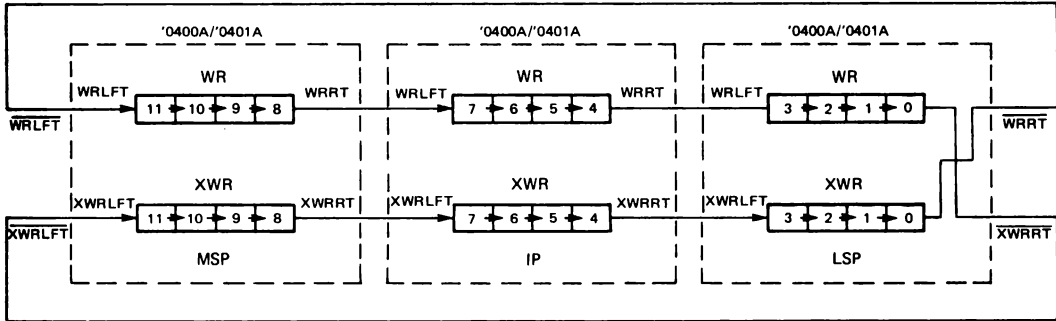 '0400A/'0401A '0400A/'0401A '0400A/'0401A
WR WR WR
WRLFT 11 10 9 8 WRRT WRLFT 7 6 5 4 WRRT WRLFT 3 2 1 0
WRLFT WRRT
XWR XWR XWR
XWRLFT 11 10 9 8 XWRRT XWRLFT 7 6 5 4 XWRRT XWRLFT 3 2 1 0
XWRLFT XWRRT
MSP IP LSP